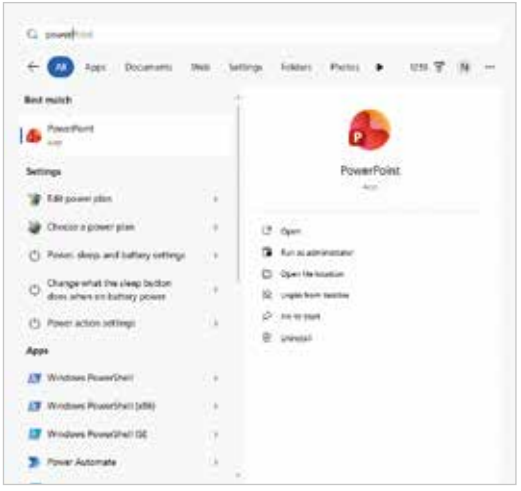 powerPoint
All Apps Documents Web Settings Folders Photos
Best match
PowerPoint
App
Settings
Edit power plan
Choose a power plan
Power, sleep, and battery settings
Change what the sleep button
does when on battery power
Power action settings
Apps
Windows PowerShell
Windows PowerShell (x86)
Windows PowerShell ISE
Power Automate
P
PowerPoint
App
Open
Run as administrator
Open file location
Unpin from taskbar
Pin to Start
Uninstall